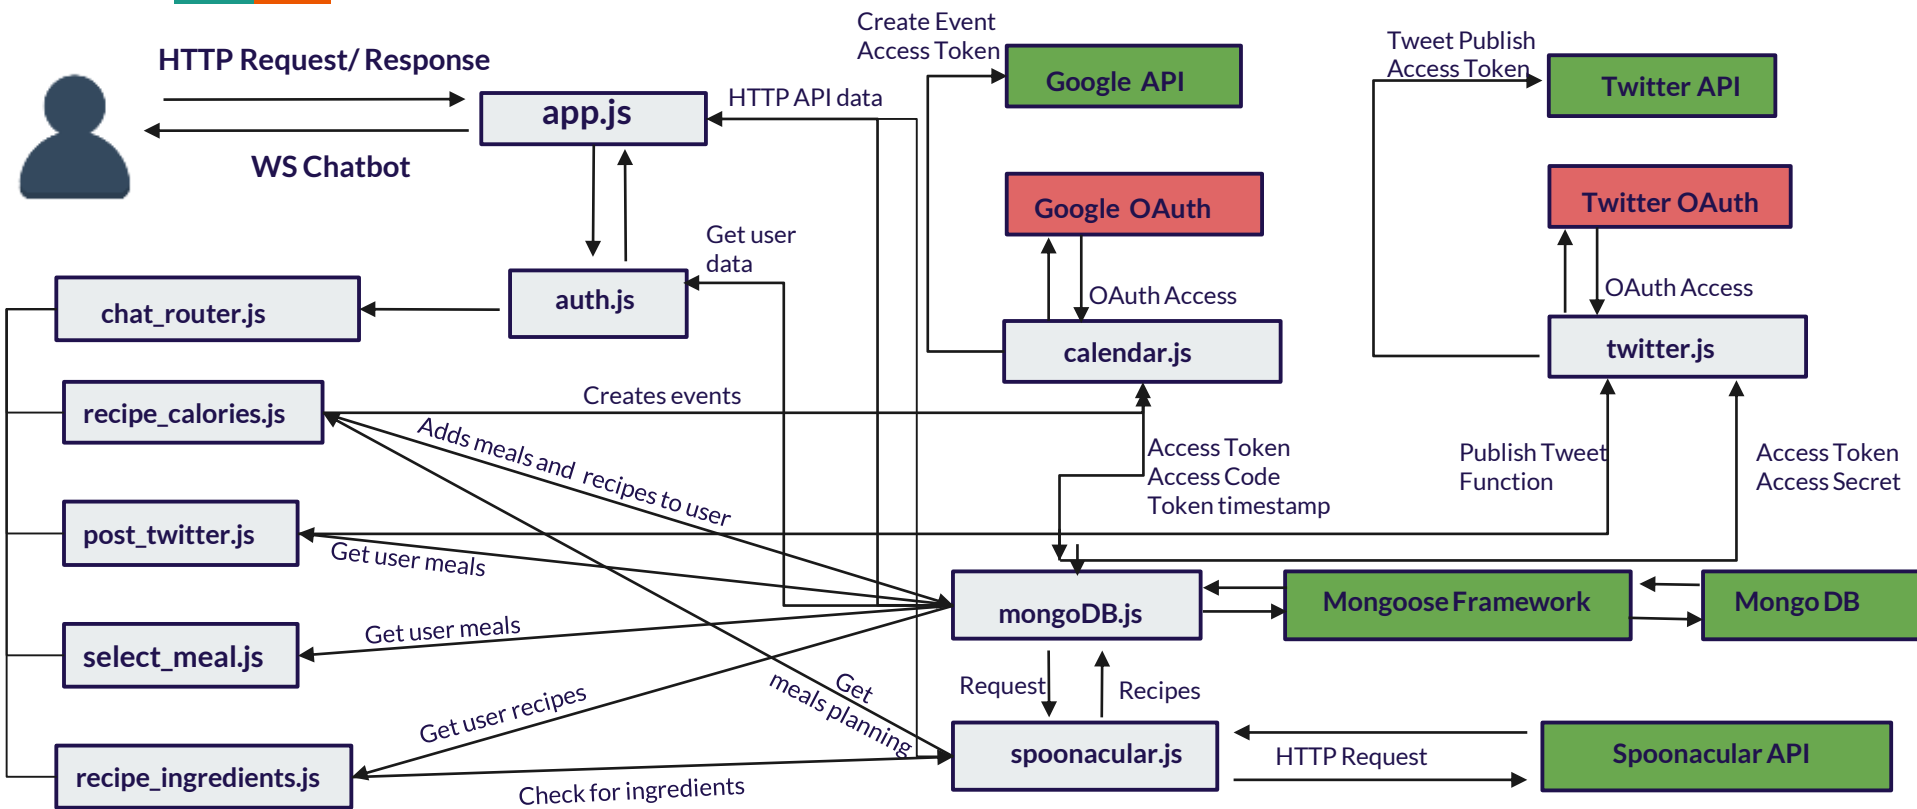 Create Event
Access Token
Tweet Publish
Access Token
HTTP Request/ Response
Google API
Twitter API
HTTP API data
app.js
WS Chatbot
Google OAuth
Twitter OAuth
Get user
data
OAuth Access
OAuth Access
chat_router.js
auth.js
calendar.js
twitter.js
recipe_calories.js
Creates events
Adds meals and recipes to user
Access Token
Access Code
Token timestamp
Publish Tweet
Function
Access Token
Access Secret
post_twitter.js
Get user meals
mongoDB.js
Mongoose Framework
Mongo DB
Get user meals
select_meal.js
Get
meals planning
Request
Recipes
Get user recipes
recipe_ingredients.js
Check for ingredients
spoonacular.js
HTTP Request
Spoonacular API